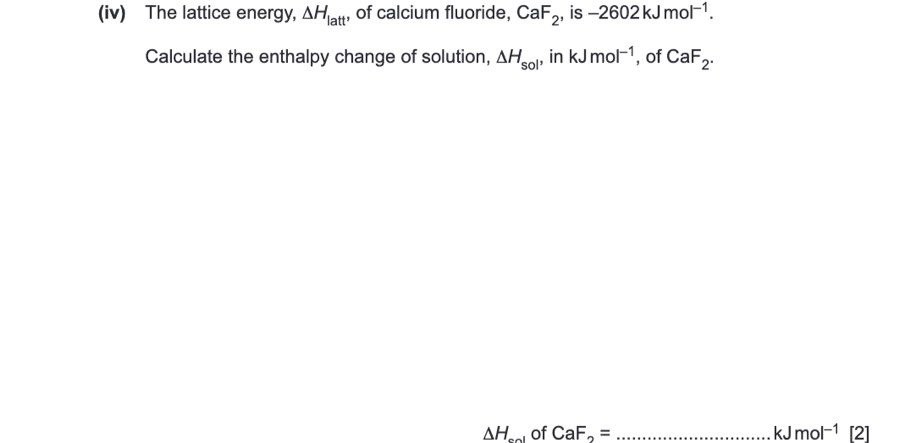 (iv) The lattice energy, ΔHlatt, of calcium fluoride, CaF2, is –2602 kJ mol–1.
Calculate the enthalpy change of solution, ΔHsol, in kJ mol–1, of CaF2.
ΔHsol of CaF2 = .............................. kJ mol–1 [2]